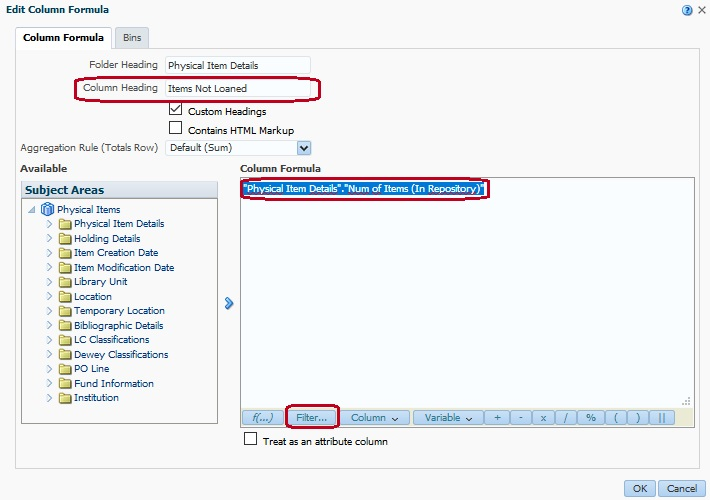 Edit Column Formula
Column Formula
Bins
Folder Heading Physical Item Details
Column Heading Items Not Loaned
Custom Headings
Contains HTML Markup
Aggregation Rule (Totals Row) Default (Sum)
Available
Column Formula
Subject Areas
"Physical Item Details"."Num of Items (In Repository)"
Physical Items
Physical Item Details
Holding Details
Item Creation Date
Item Modification Date
Library Unit
Location
Temporary Location
Bibliographic Details
LC Classifications
Dewey Classifications
PO Line
Fund Information
Institution
f(...) Filter... Column Variable + - x / % ( ) ||
Treat as an attribute column
OK Cancel